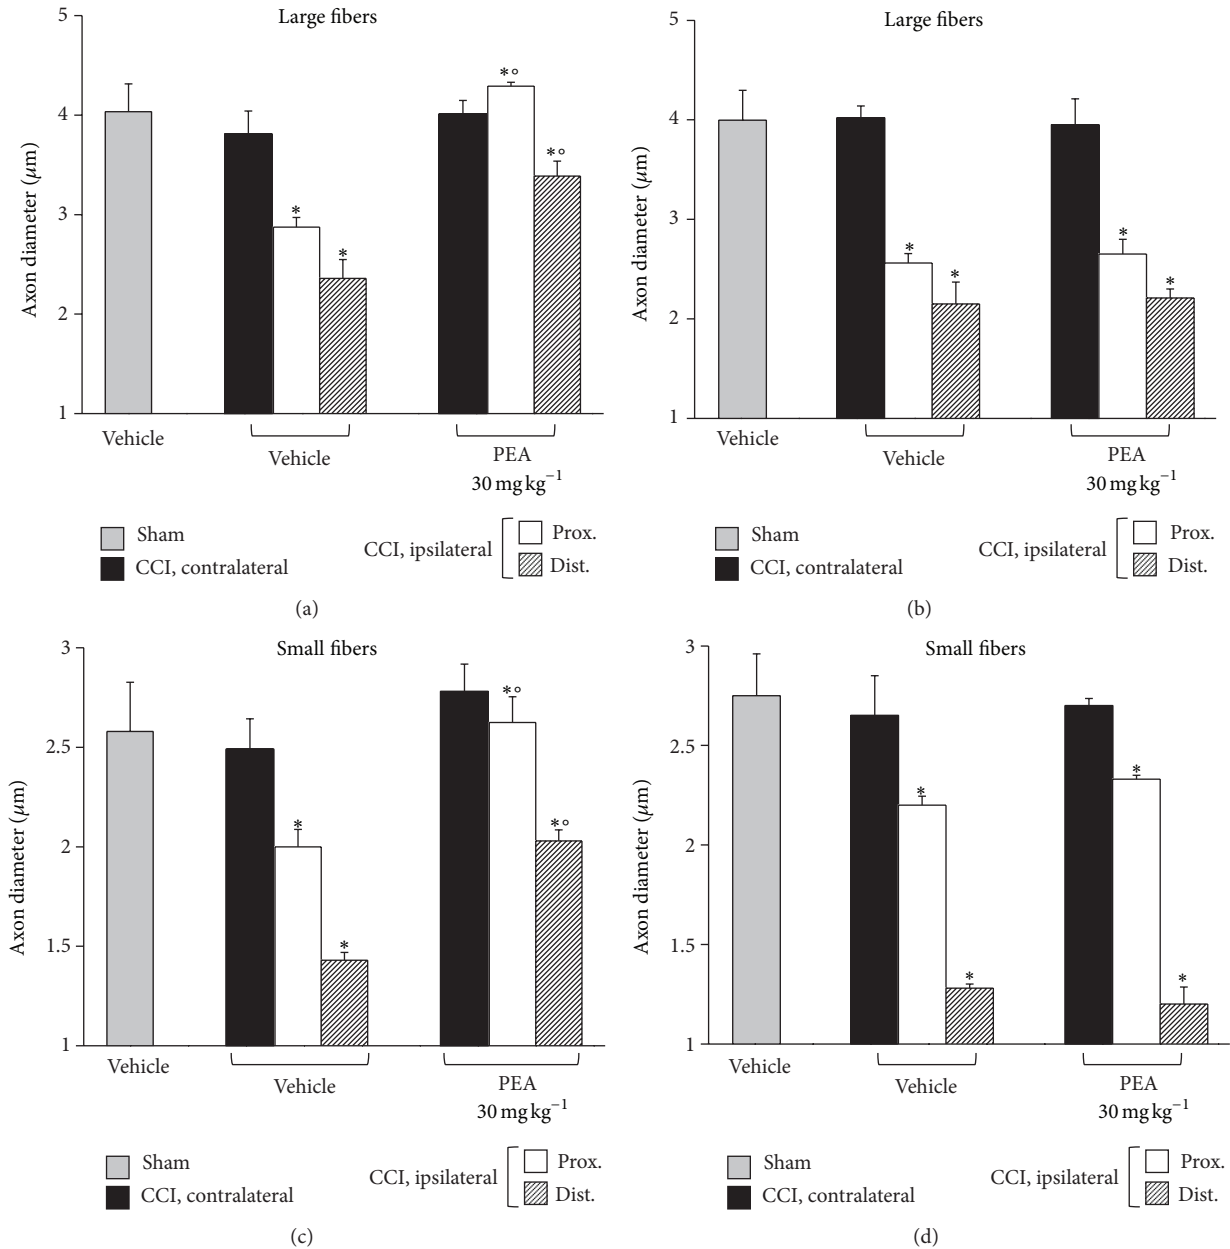 Large fibers
5
4
3
2
1
Axon diameter (μm)
*
*
*°
*°
Vehicle
Vehicle
PEA
30 mg kg⁻¹
Sham
CCI, contralateral
CCI, ipsilateral
Prox.
Dist.
(a)
Large fibers
5
4
3
2
1
Axon diameter (μm)
*
*
*
*
Vehicle
Vehicle
PEA
30 mg kg⁻¹
Sham
CCI, contralateral
CCI, ipsilateral
Prox.
Dist.
(b)
Small fibers
3
2.5
2
1.5
1
Axon diameter (μm)
*
*
*°
*°
Vehicle
Vehicle
PEA
30 mg kg⁻¹
Sham
CCI, contralateral
CCI, ipsilateral
Prox.
Dist.
(c)
Small fibers
3
2.5
2
1.5
1
Axon diameter (μm)
*
*
*
*
Vehicle
Vehicle
PEA
30 mg kg⁻¹
Sham
CCI, contralateral
CCI, ipsilateral
Prox.
Dist.
(d)